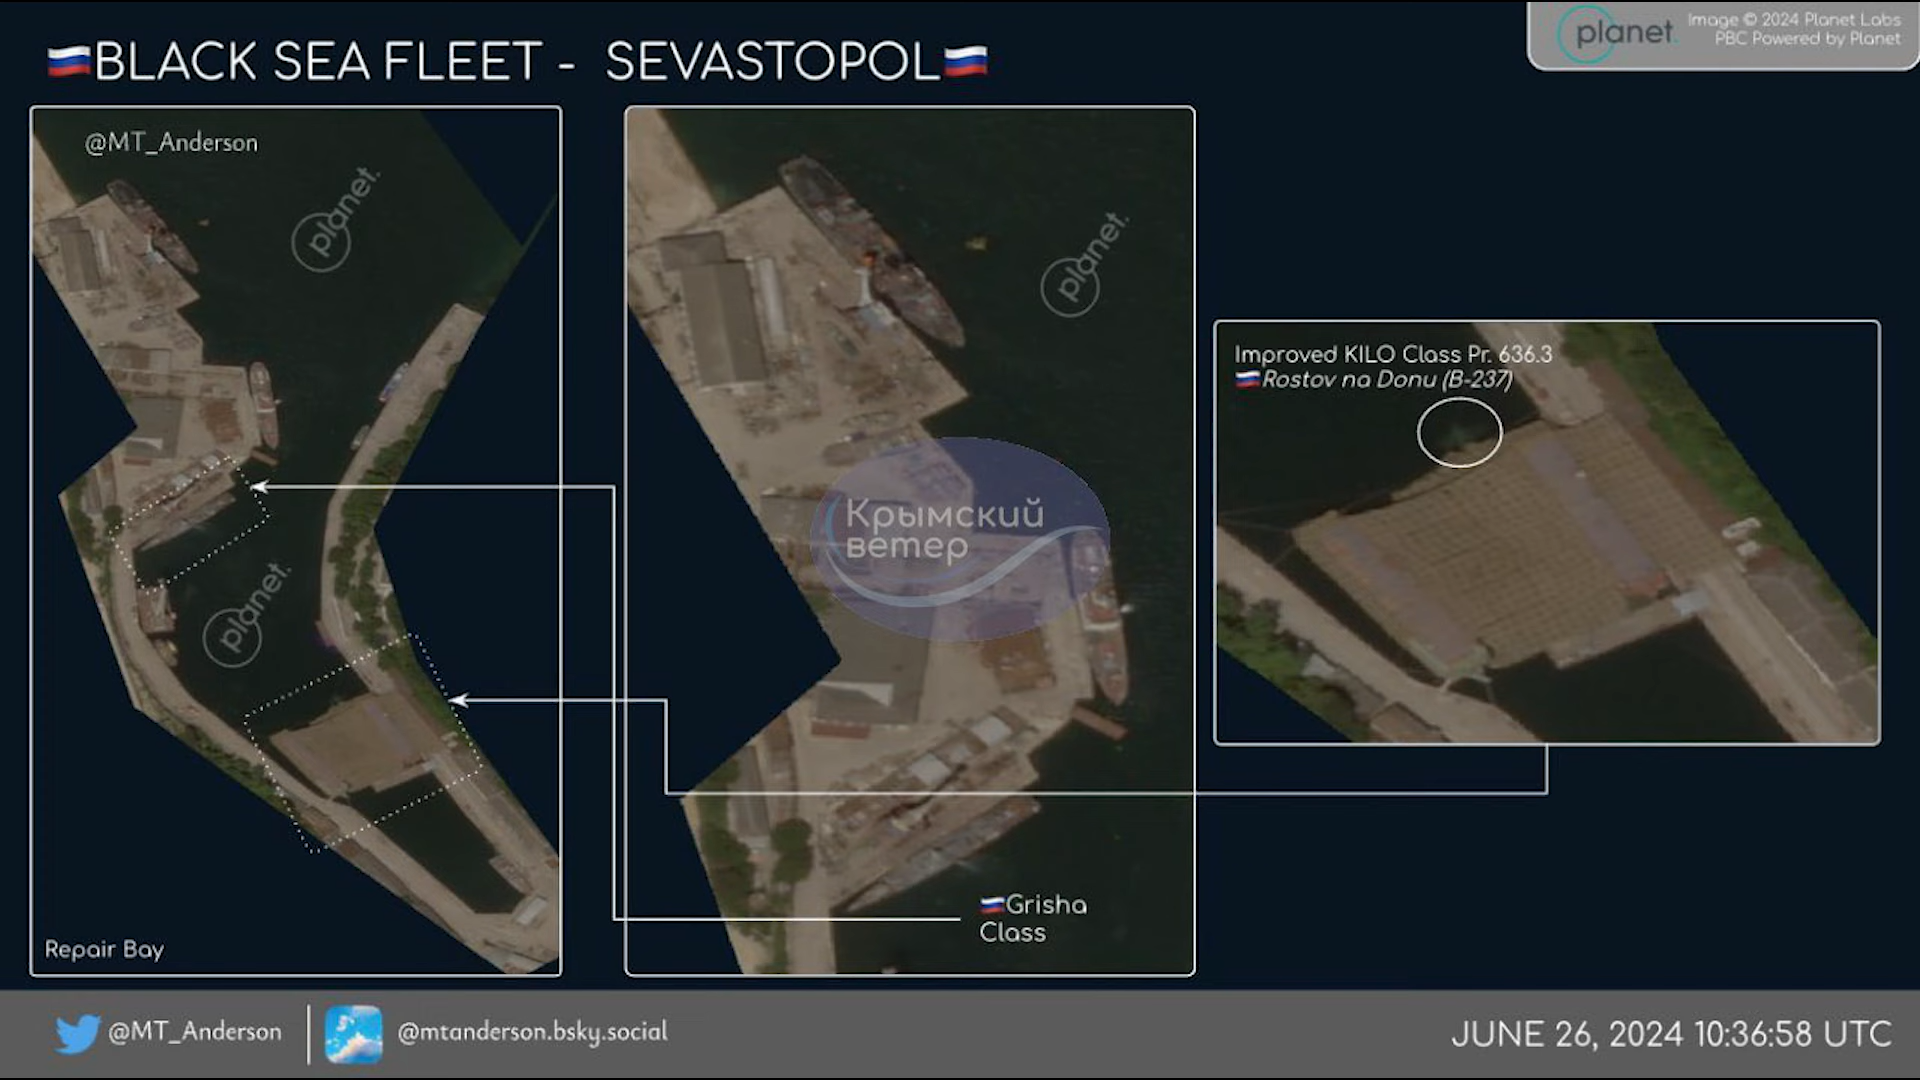 BLACK SEA FLEET - SEVASTOPOL
planet.
Image © 2024 Planet Labs
PBC Powered by Planet
@MT_Anderson
planet.
planet.
planet.
Improved KILO Class Pr. 636.3
Rostov na Donu (B-237)
Крымский
ветер
Grisha
Class
Repair Bay
@MT_Anderson
@mtanderson.bsky.social
JUNE 26, 2024 10:36:58 UTC